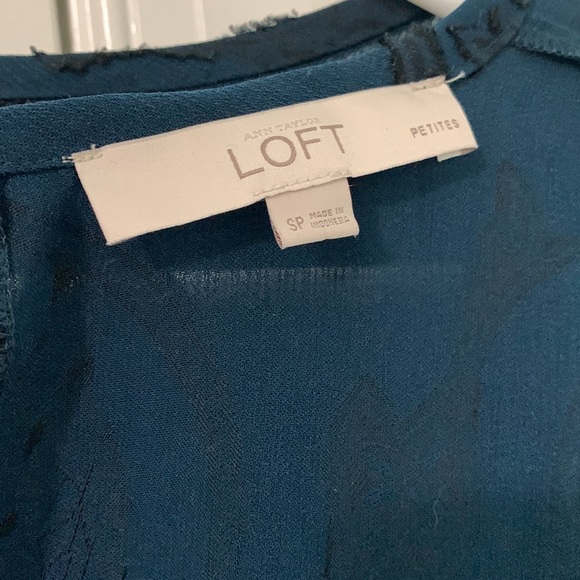 ANN TAYLOR
LOFT
PETITES
SP
MADE IN
INDONESIA